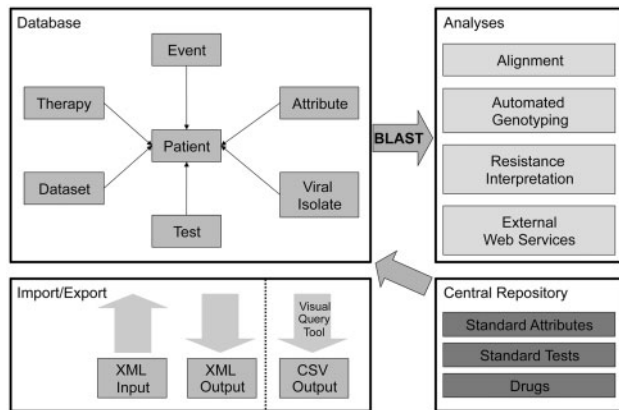 Database
Event
Therapy
Attribute
Patient
Dataset
Viral
Isolate
Test
BLAST
Analyses
Alignment
Automated
Genotyping
Resistance
Interpretation
External
Web Services
Import/Export
Visual
Query
Tool
XML
Input
XML
Output
CSV
Output
Central Repository
Standard Attributes
Standard Tests
Drugs